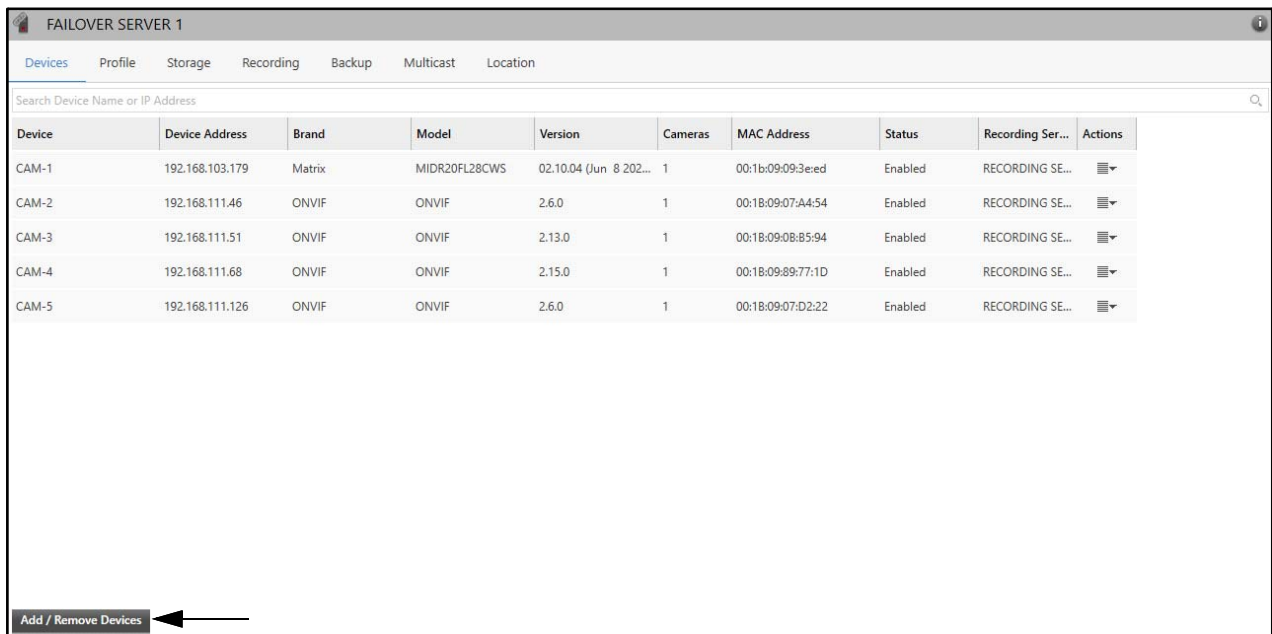 FAILOVER SERVER 1
Devices Profile Storage Recording Backup Multicast Location
Search Device Name or IP Address
Device Device Address Brand Model Version Cameras MAC Address Status Recording Ser... Actions
CAM-1 192.168.103.179 Matrix MIDR20FL28CWS 02.10.04 (Jun 8 202... 1 00:1b:09:09:3e:ed Enabled RECORDING SE...
CAM-2 192.168.111.46 ONVIF ONVIF 2.6.0 1 00:1B:09:07:A4:54 Enabled RECORDING SE...
CAM-3 192.168.111.51 ONVIF ONVIF 2.13.0 1 00:1B:09:0B:B5:94 Enabled RECORDING SE...
CAM-4 192.168.111.68 ONVIF ONVIF 2.15.0 1 00:1B:09:89:77:1D Enabled RECORDING SE...
CAM-5 192.168.111.126 ONVIF ONVIF 2.6.0 1 00:1B:09:07:D2:22 Enabled RECORDING SE...
Add / Remove Devices